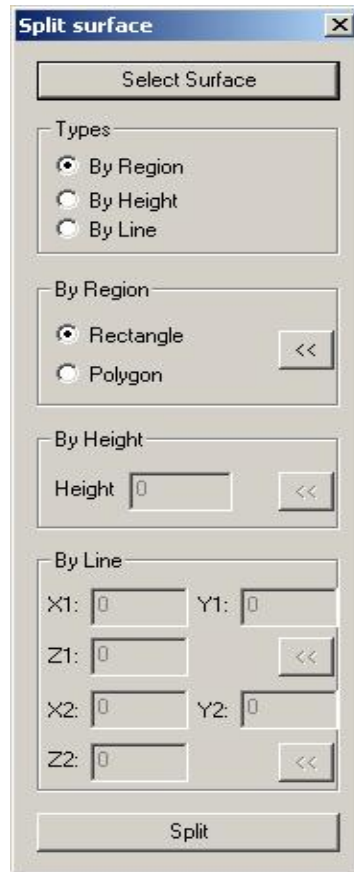 Split surface
Select Surface
Types
By Region
By Height
By Line
By Region
Rectangle
<<
Polygon
By Height
Height 0 <<
By Line
X1: 0 Y1: 0
Z1: 0 <<
X2: 0 Y2: 0
Z2: 0 <<
Split